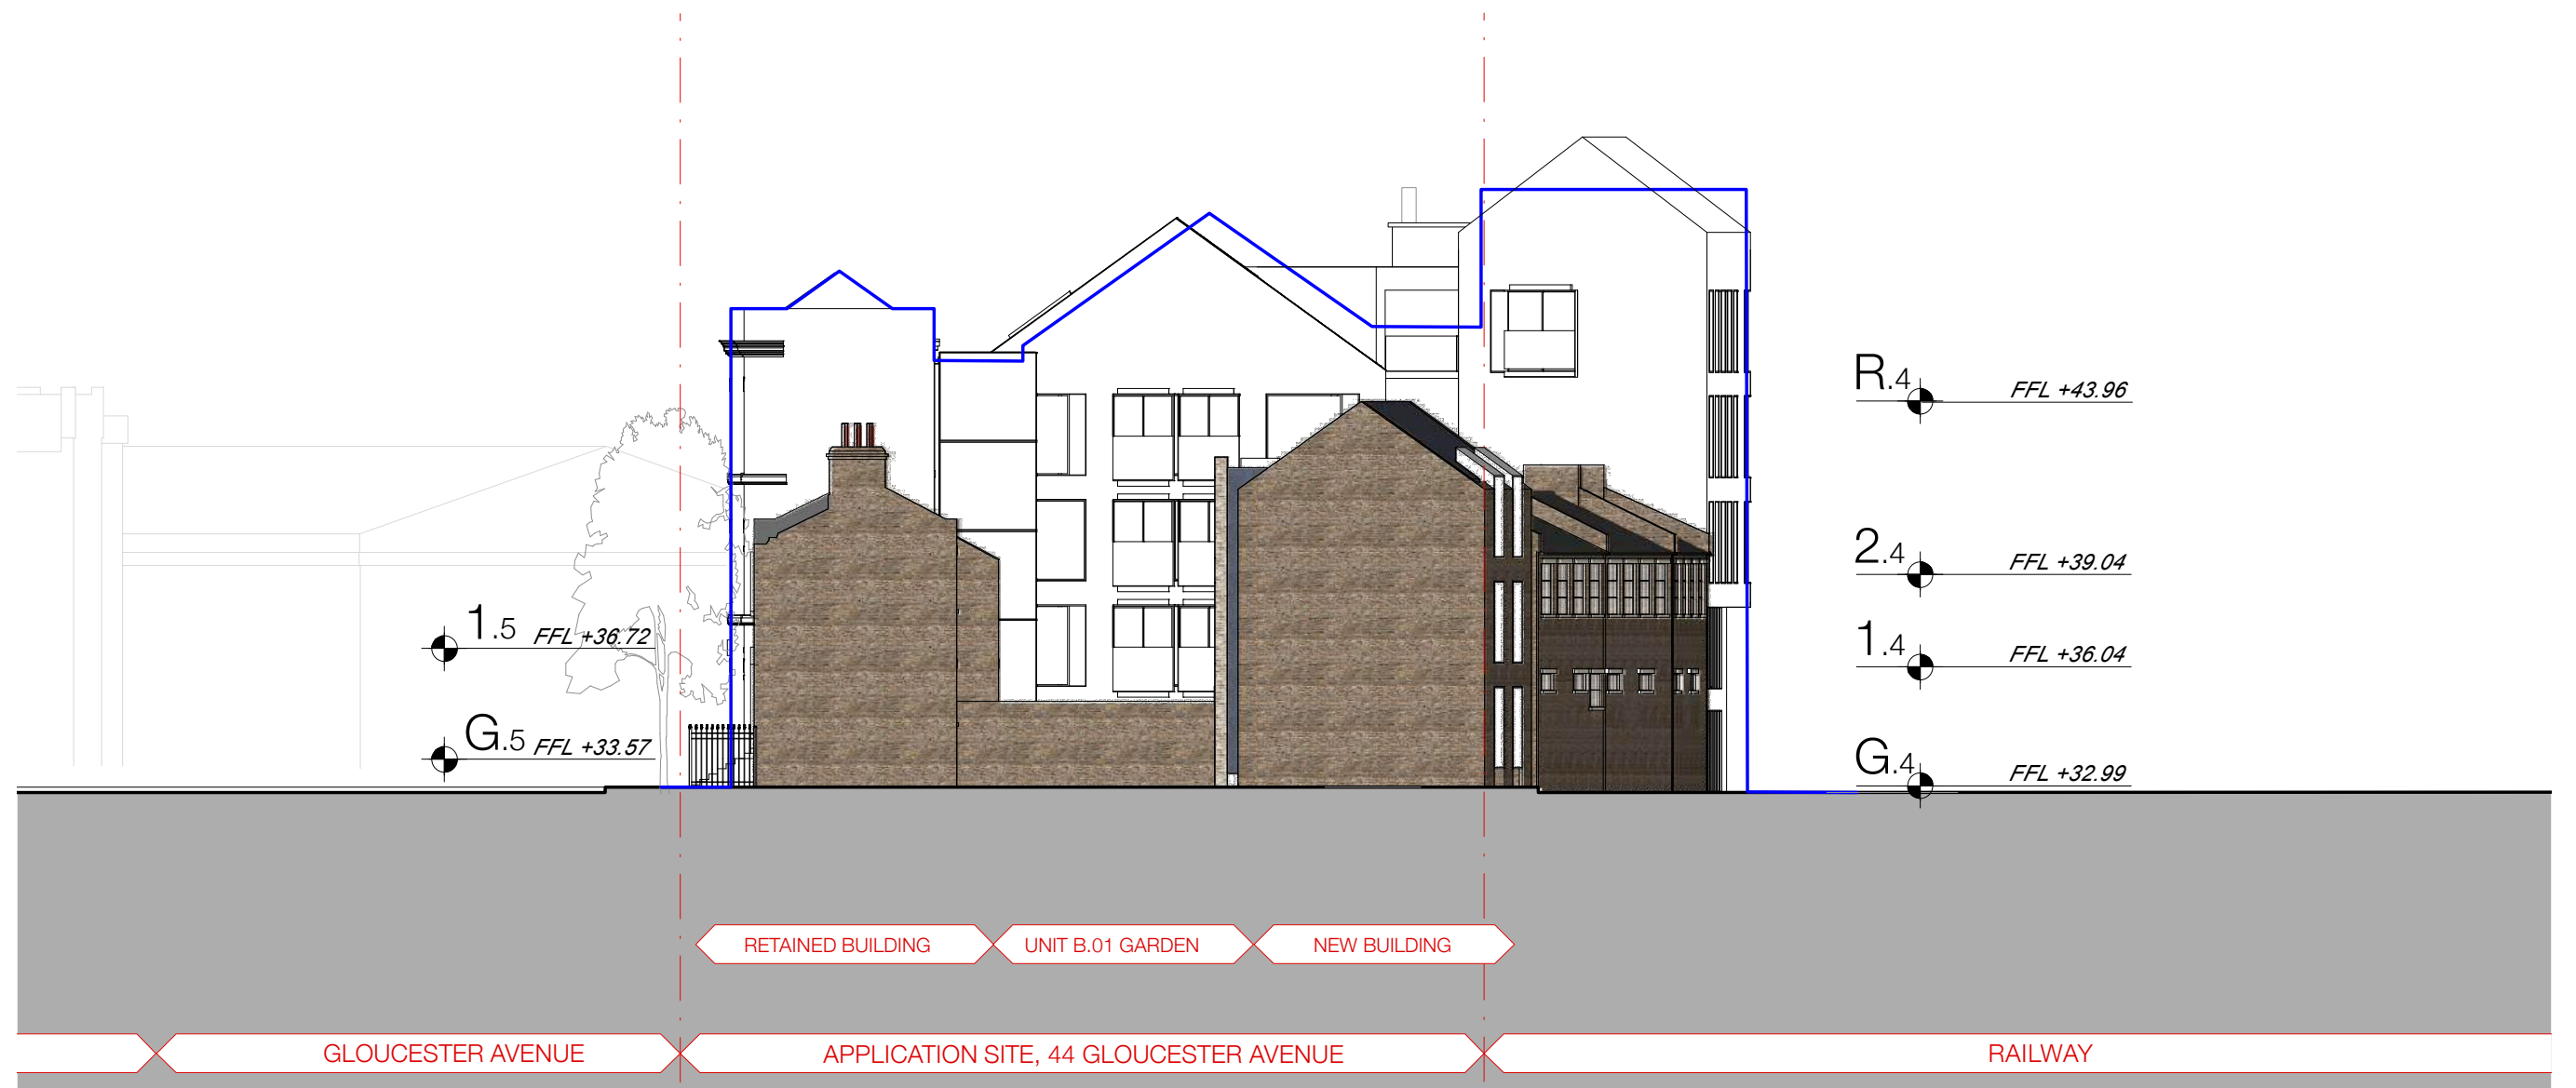 R.4 FFL +43.96
2.4 FFL +39.04
1.5 FFL +36.72
1.4 FFL +36.04
G.5 FFL +33.57
G.4 FFL +32.99
RETAINED BUILDING
UNIT B.01 GARDEN
NEW BUILDING
GLOUCESTER AVENUE
APPLICATION SITE, 44 GLOUCESTER AVENUE
RAILWAY